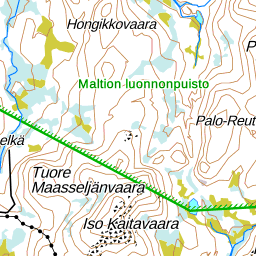 Hongikkovaara
P
Maltion luonnonpuisto
Palo-Reut
elkä
Tuore
Maasseljänvaara
Iso Kaitavaara